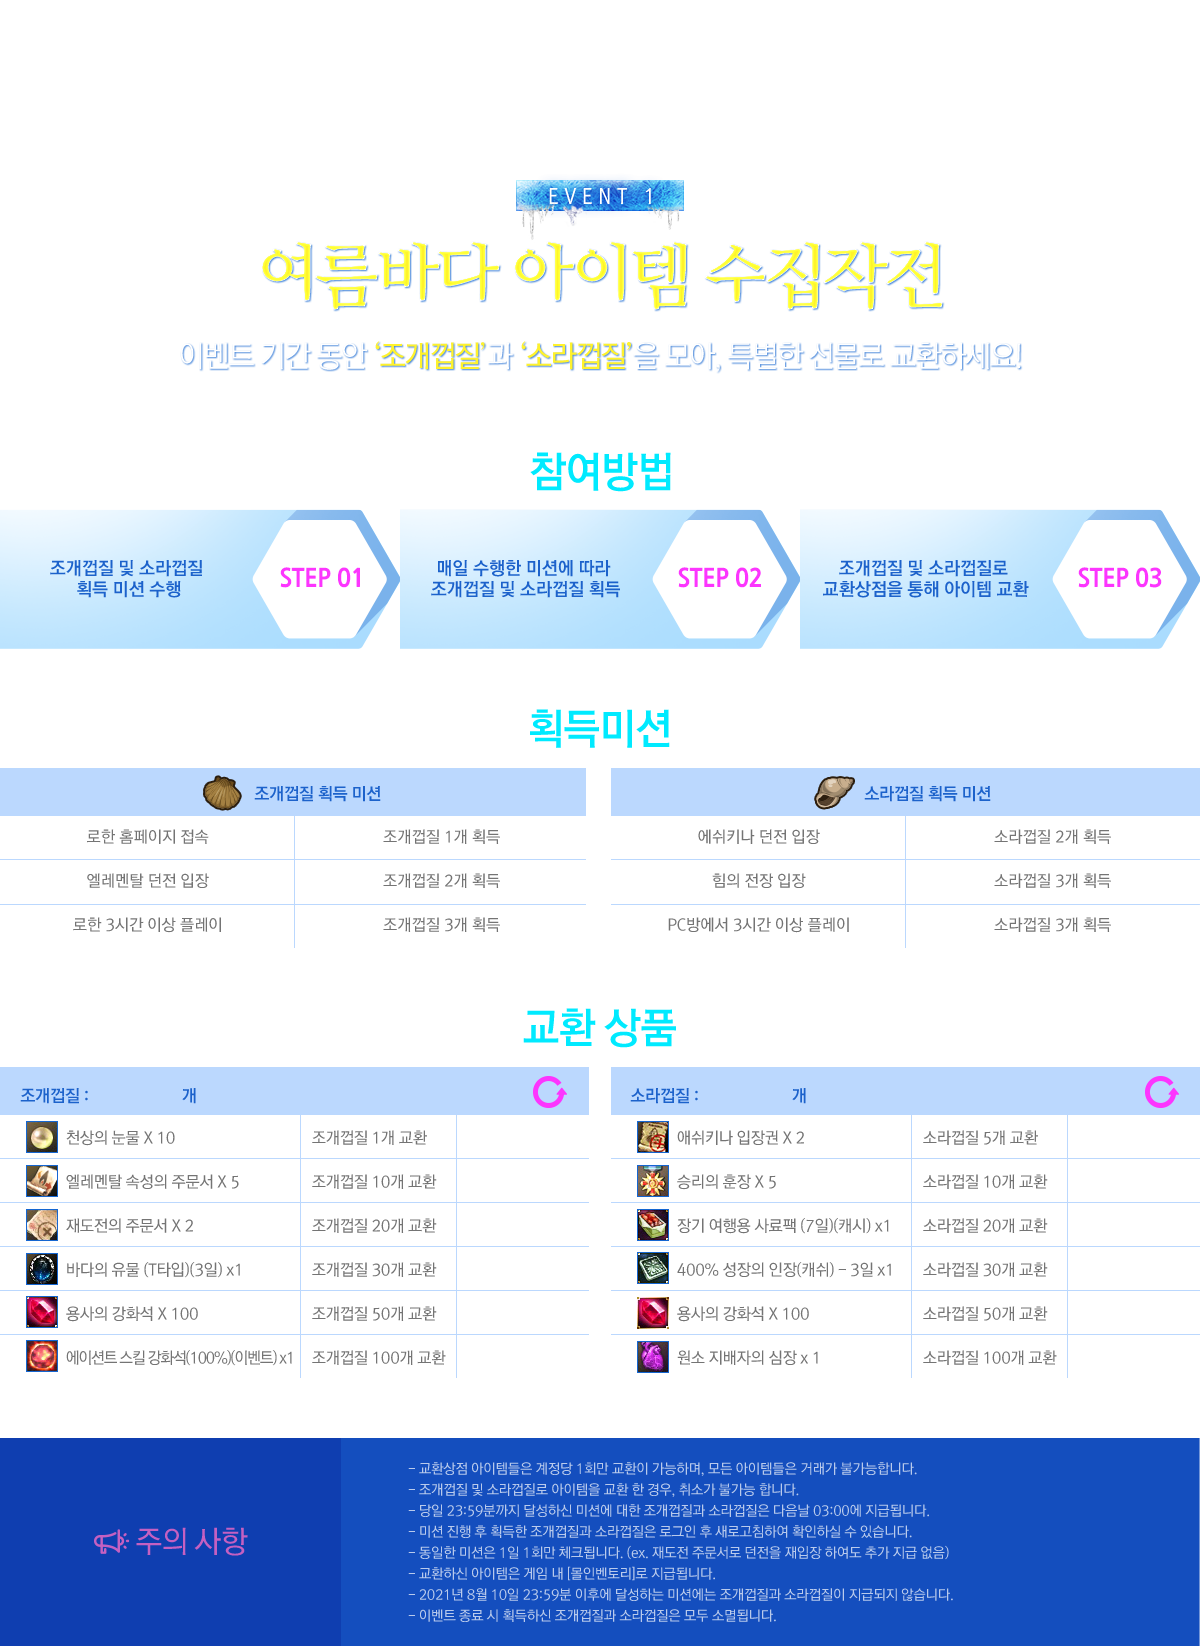 EVENT 1
여름바다 아이템 수집작전
이벤트 기간 동안 ‘조개껍질’과 ‘소라껍질’을 모아, 특별한 선물로 교환하세요!
참여방법
조개껍질 및 소라껍질
획득 미션 수행
STEP 01
매일 수행한 미션에 따라
조개껍질 및 소라껍질 획득
STEP 02
조개껍질 및 소라껍질로
교환상점을 통해 아이템 교환
STEP 03
획득미션
조개껍질 획득 미션
로한 홈페이지 접속 조개껍질 1개 획득
엘레멘탈 던전 입장 조개껍질 2개 획득
로한 3시간 이상 플레이 조개껍질 3개 획득
소라껍질 획득 미션
에쉬키나 던전 입장 소라껍질 2개 획득
힘의 전장 입장 소라껍질 3개 획득
PC방에서 3시간 이상 플레이 소라껍질 3개 획득
교환 상품
조개껍질 : 개
천상의 눈물 X 10 조개껍질 1개 교환
엘레멘탈 속성의 주문서 X 5 조개껍질 10개 교환
재도전의 주문서 X 2 조개껍질 20개 교환
바다의 유물 (T타입)(3일) x1 조개껍질 30개 교환
용사의 강화석 X 100 조개껍질 50개 교환
에이션트 스킬 강화석(100%)(이벤트) x1 조개껍질 100개 교환
소라껍질 : 개
애쉬키나 입장권 X 2 소라껍질 5개 교환
승리의 훈장 X 5 소라껍질 10개 교환
장기 여행용 사료팩 (7일)(캐시) x1 소라껍질 20개 교환
400% 성장의 인장(캐쉬) – 3일 x1 소라껍질 30개 교환
용사의 강화석 X 100 소라껍질 50개 교환
원소 지배자의 심장 x 1 소라껍질 100개 교환
주의 사항
– 교환상점 아이템들은 계정당 1회만 교환이 가능하며, 모든 아이템들은 거래가 불가능합니다.
– 조개껍질 및 소라껍질로 아이템을 교환 한 경우, 취소가 불가능 합니다.
– 당일 23:59분까지 달성하신 미션에 대한 조개껍질과 소라껍질은 다음날 03:00에 지급됩니다.
– 미션 진행 후 획득한 조개껍질과 소라껍질은 로그인 후 새로고침하여 확인하실 수 있습니다.
– 동일한 미션은 1일 1회만 체크됩니다. (ex. 재도전 주문서로 던전을 재입장 하여도 추가 지급 없음)
– 교환하신 아이템은 게임 내 [몰인벤토리]로 지급됩니다.
– 2021년 8월 10일 23:59분 이후에 달성하는 미션에는 조개껍질과 소라껍질이 지급되지 않습니다.
– 이벤트 종료 시 획득하신 조개껍질과 소라껍질은 모두 소멸됩니다.